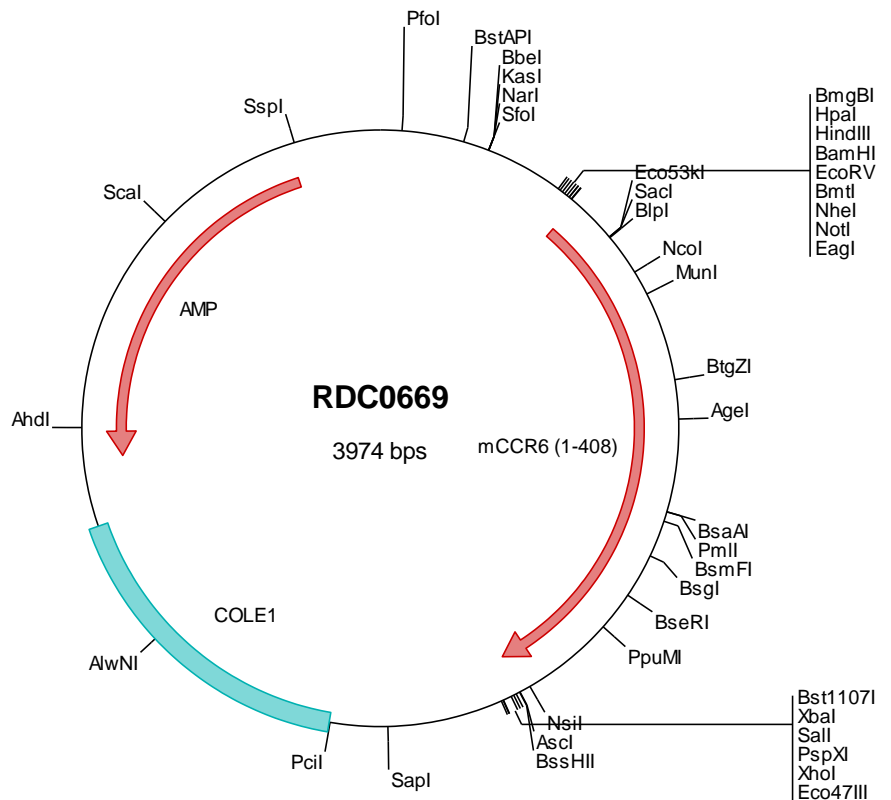 PfoI
BstAPI
BbeI
KasI
NarI
SfoI
SspI
ScaI
BmgBI
HpaI
HindIII
BamHI
EcoRV
BmtI
NheI
NotI
EagI
Eco53kI
SacI
BlpI
NcoI
MunI
AMP
BtgZI
AgeI
AhdI
RDC0669
3974 bps
mCCR6 (1-408)
BsaAI
PmlI
BsmFI
BsgI
BseRI
PpuMI
COLE1
AlwNI
NsiI
AscI
BssHII
PciI
SapI
Bst1107I
XbaI
SalI
PspXI
XhoI
Eco47III